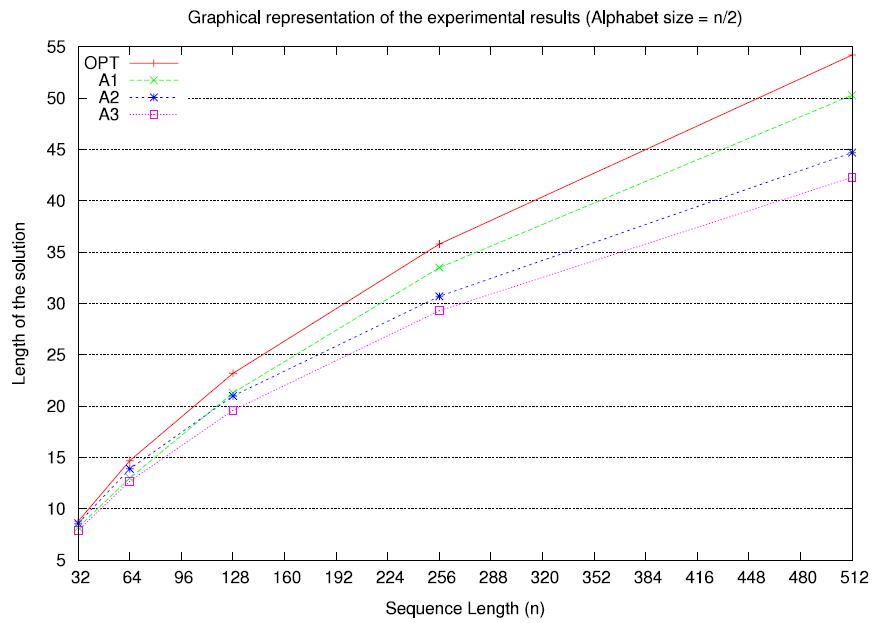 Graphical representation of the experimental results (Alphabet size = n/2)
55
50
45
40
35
30
25
20
15
10
5
OPT
A1
A2
A3
Length of the solution
32 64 96 128 160 192 224 256 288 320 352 384 416 448 480 512
Sequence Length (n)